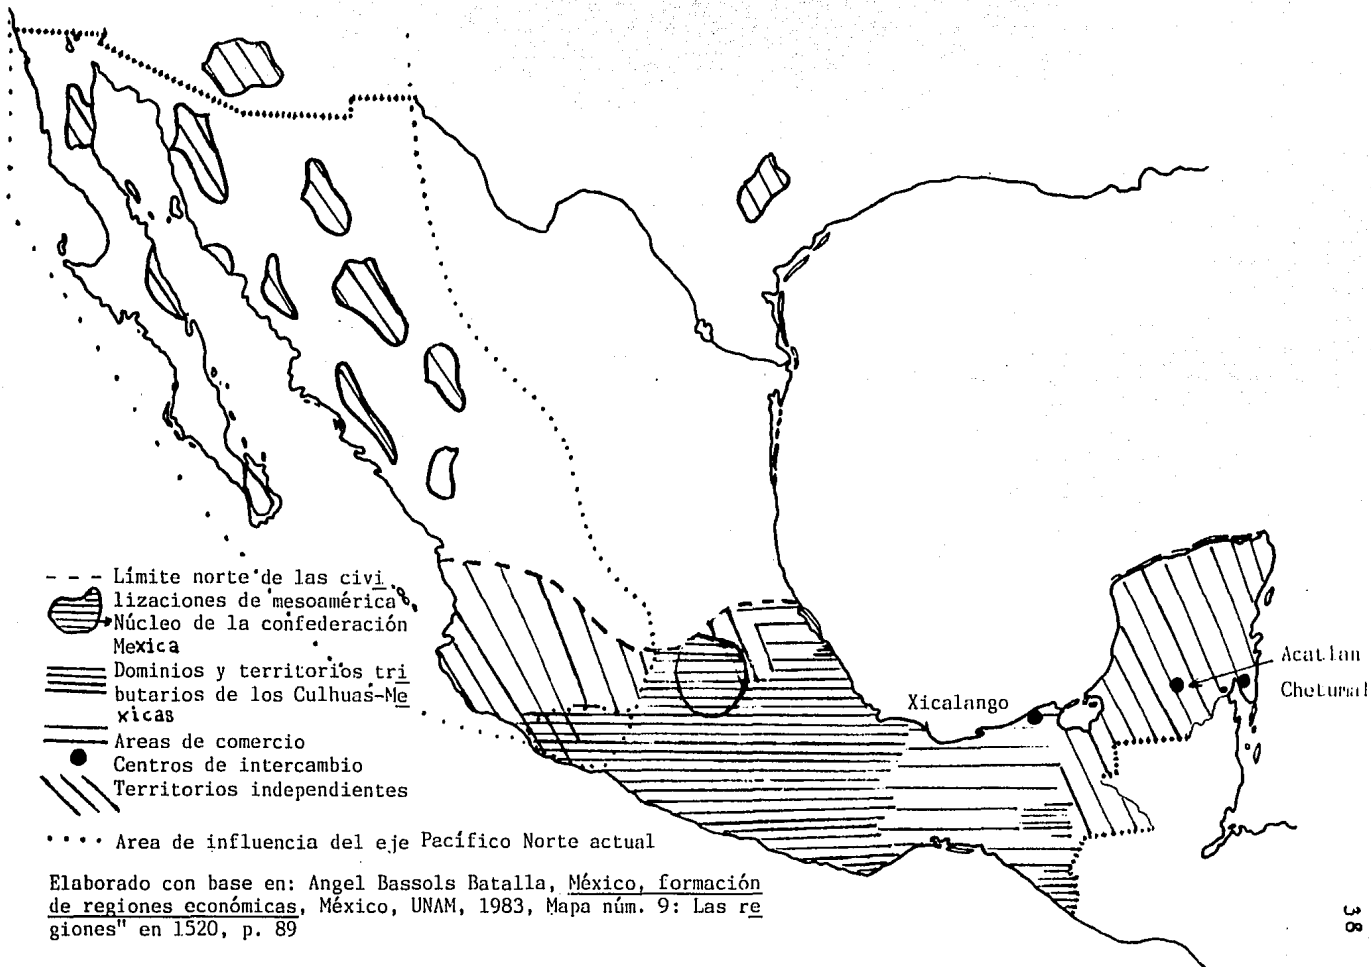 Límite norte de las civi
lizaciones de mesoamérica
Núcleo de la confederación
Mexica
Dominios y territorios tri
butarios de los Culhuas-Me
xicas
Areas de comercio
Centros de intercambio
Territorios independientes
Area de influencia del eje Pacífico Norte actual
Elaborado con base en: Angel Bassols Batalla, México, formación
de regiones económicas, México, UNAM, 1983, Mapa núm. 9: Las re
giones" en 1520, p. 89
Xicalango
Acatlan
Chetumal
38